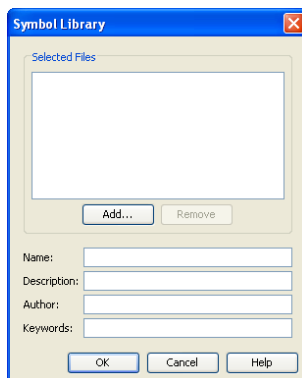 Symbol Library
Selected Files
Add... Remove
Name:
Description:
Author:
Keywords:
OK Cancel Help